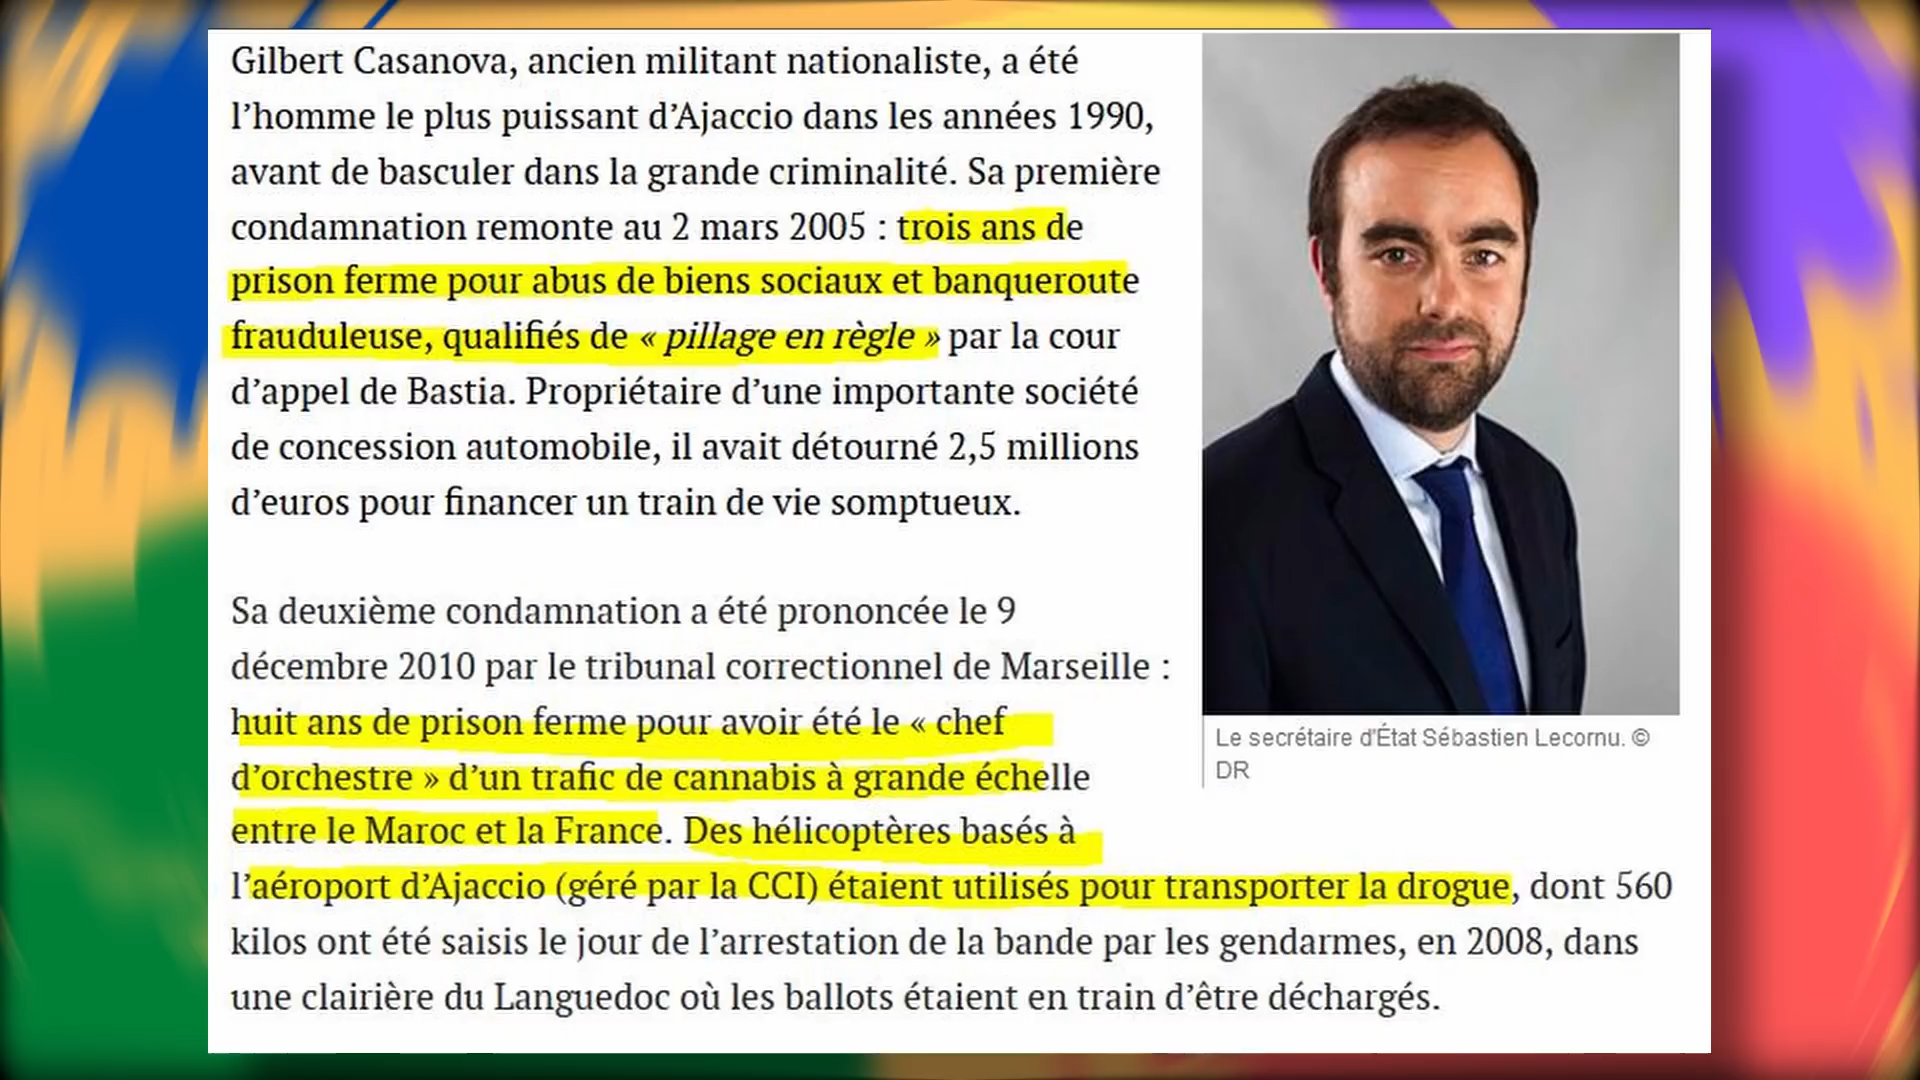 Gilbert Casanova, ancien militant nationaliste, a été
l’homme le plus puissant d’Ajaccio dans les années 1990,
avant de basculer dans la grande criminalité. Sa première
condamnation remonte au 2 mars 2005 : trois ans de
prison ferme pour abus de biens sociaux et banqueroute
frauduleuse, qualifiés de « pillage en règle » par la cour
d’appel de Bastia. Propriétaire d’une importante société
de concession automobile, il avait détourné 2,5 millions
d’euros pour financer un train de vie somptueux.
Sa deuxième condamnation a été prononcée le 9
décembre 2010 par le tribunal correctionnel de Marseille :
huit ans de prison ferme pour avoir été le « chef
d’orchestre » d’un trafic de cannabis à grande échelle
entre le Maroc et la France. Des hélicoptères basés à
l’aéroport d’Ajaccio (géré par la CCI) étaient utilisés pour transporter la drogue, dont 560
kilos ont été saisis le jour de l’arrestation de la bande par les gendarmes, en 2008, dans
une clairière du Languedoc où les ballots étaient en train d’être déchargés.
Le secrétaire d'État Sébastien Lecornu. ©
DR